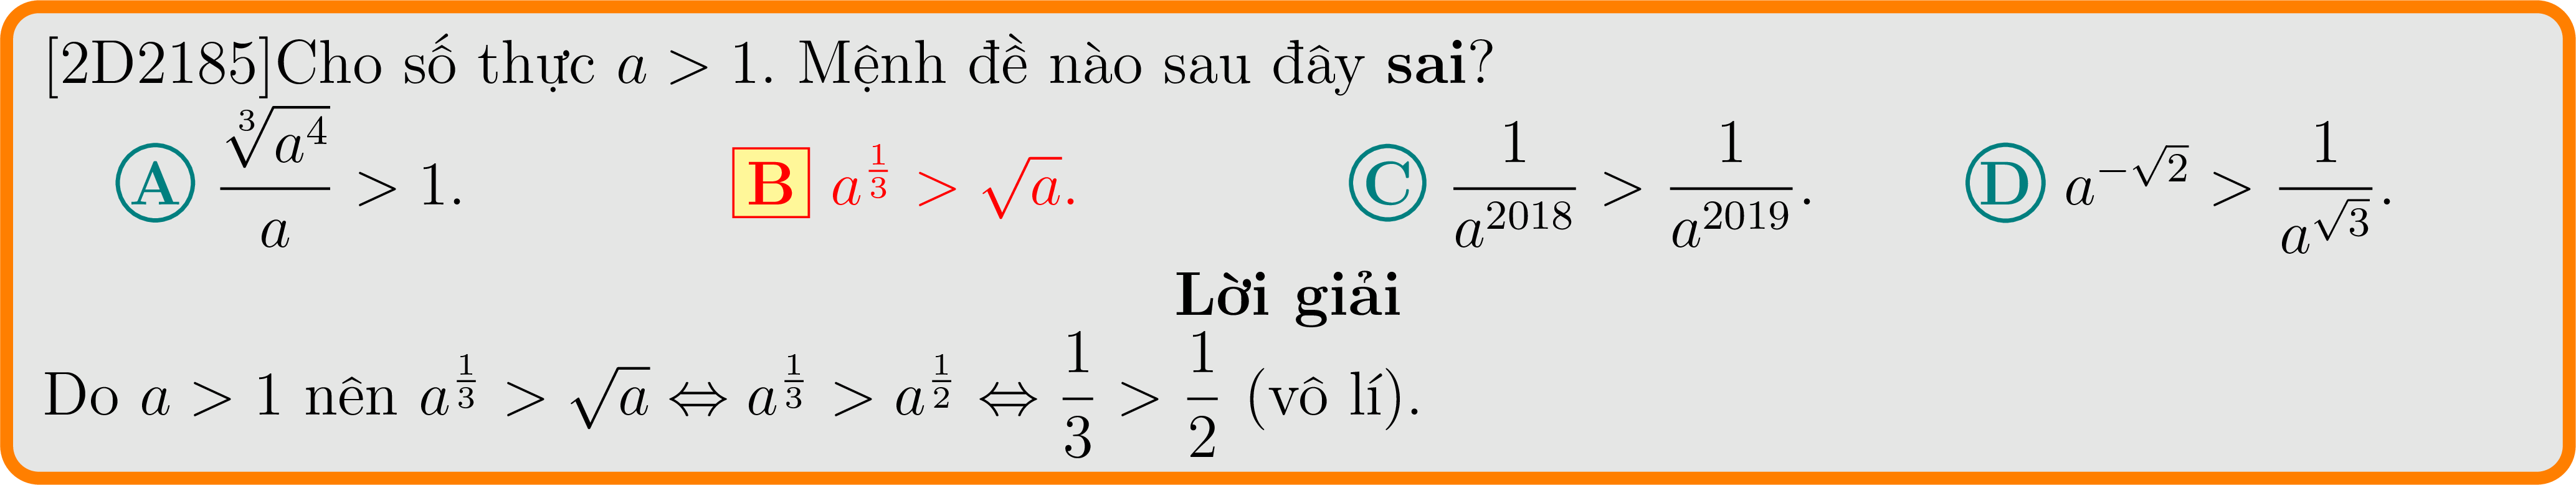 [2D2185]Cho số thực $a > 1$. Mệnh đề nào sau đây sai?
A $\frac{\sqrt[3]{a^4}}{a} > 1$. B $a^{\frac{1}{3}} > \sqrt{a}$. C $\frac{1}{a^{2018}} > \frac{1}{a^{2019}}$. D $a^{-\sqrt{2}} > \frac{1}{a^{\sqrt{3}}}$.
Lời giải
Do $a > 1$ nên $a^{\frac{1}{3}} > \sqrt{a} \Leftrightarrow a^{\frac{1}{3}} > a^{\frac{1}{2}} \Leftrightarrow \frac{1}{3} > \frac{1}{2}$ (vô lí).